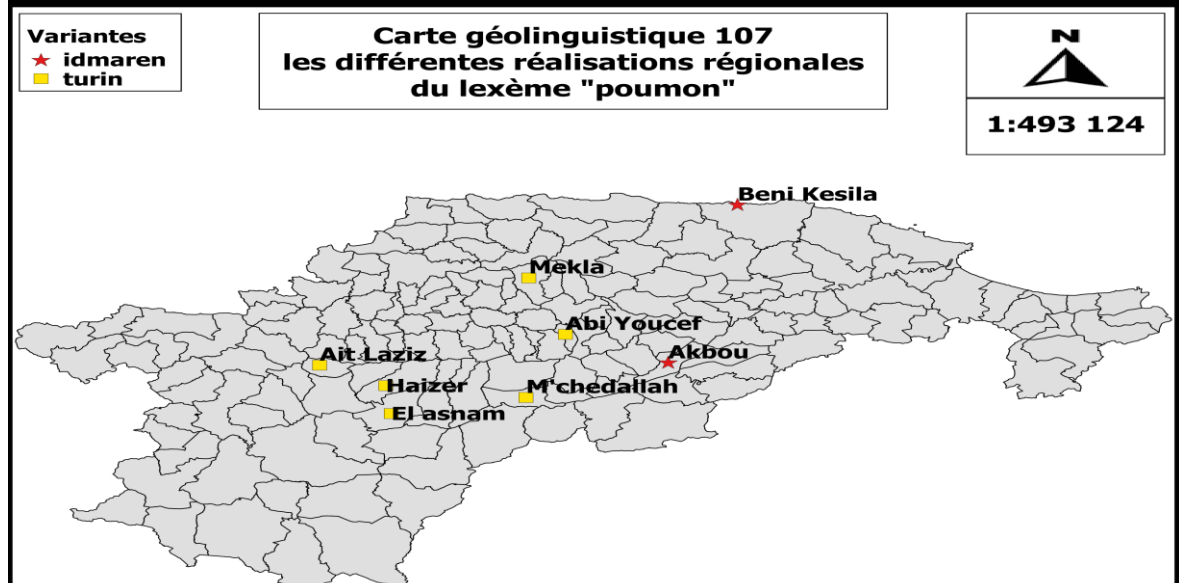 Variantes
idmaren
turin
Carte géolinguistique 107
les différentes réalisations régionales
du lexème "poumon"
N
1:493 124
Beni Kesila
Mekla
Abi Youcef
Akbou
Ait Laziz
Haizer
M'chedallah
El asnam